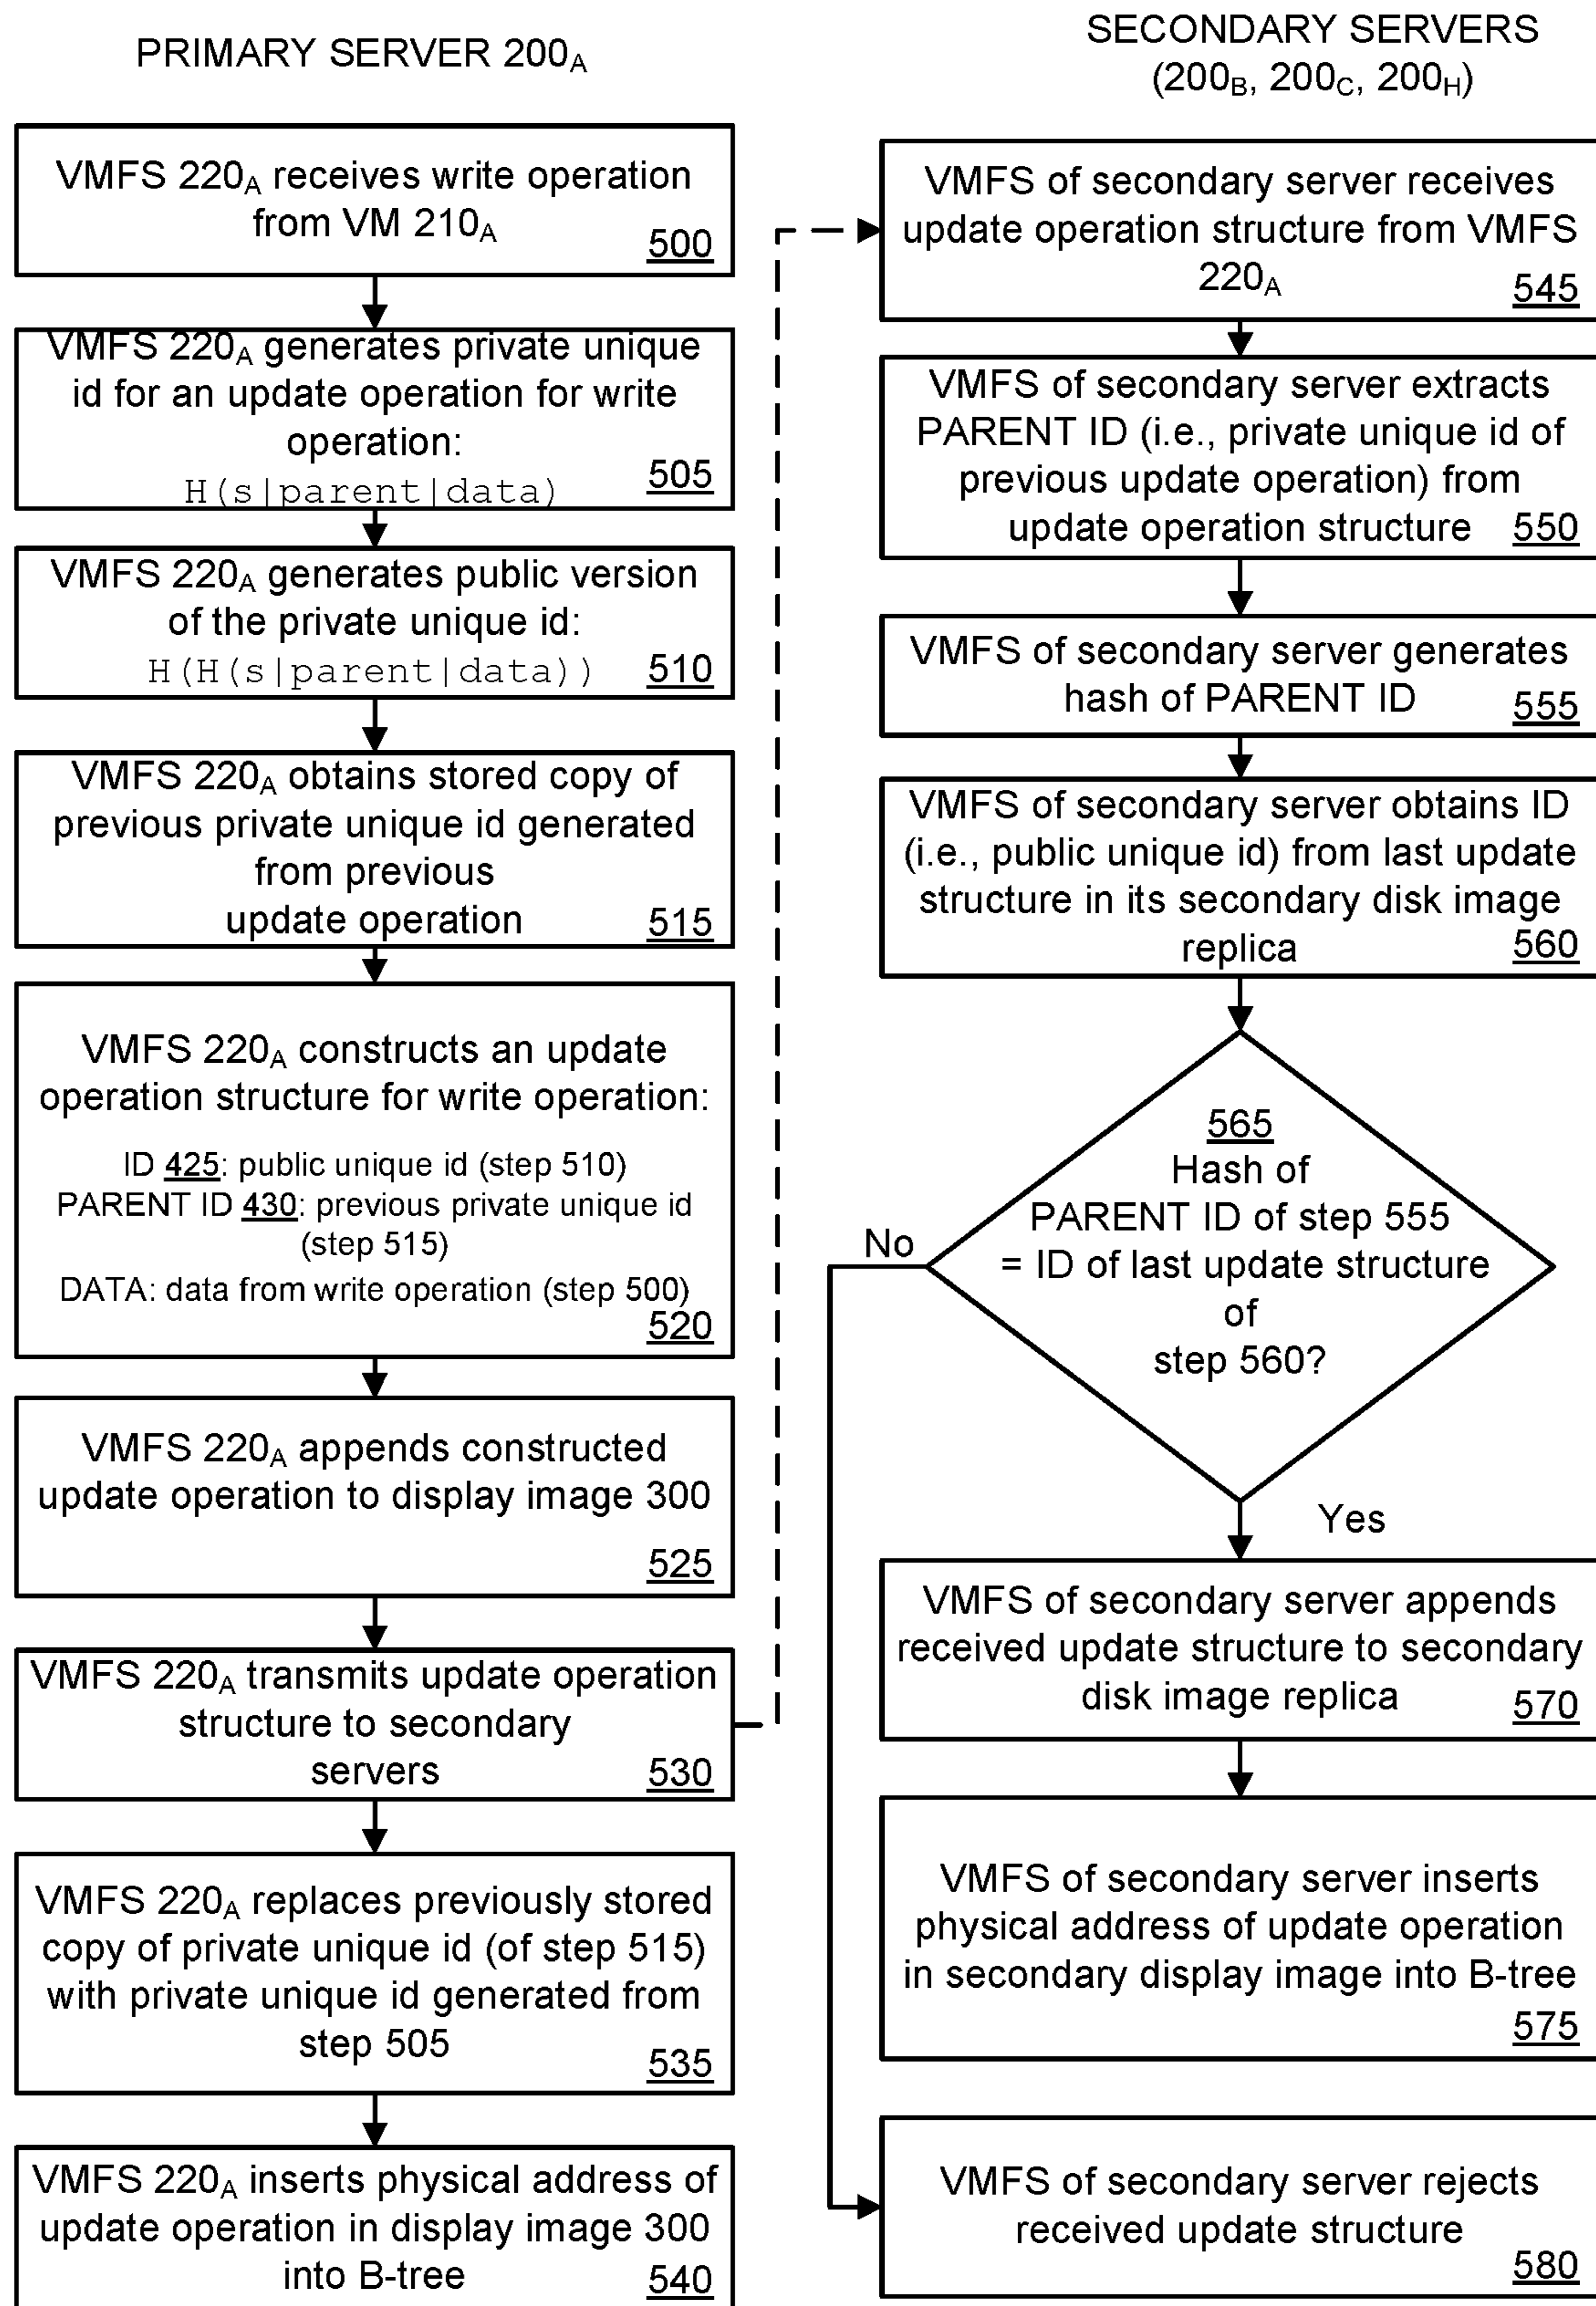 PRIMARY SERVER 200A
VMFS 220A receives write operation
from VM 210A
500
VMFS 220A generates private unique
id for an update operation for write
operation:
505
H(s|parent|data)
VMFS 220A generates public version
of the private unique id:
H(H(s|parent|data)) 510
VMFS 220A obtains stored copy of
previous private unique id generated
from previous
update operation 515
VMFS 220A constructs an update
operation structure for write operation:
ID 425: public unique id (step 510)
PARENT ID 430: previous private unique id
(step 515)
DATA: data from write operation (step 500)
520
VMFS 220A appends constructed
update operation to display image 300
525
VMFS 220A transmits update operation
structure to secondary
servers 530
VMFS 220A replaces previously stored
copy of private unique id (of step 515)
with private unique id generated from
step 505 535
VMFS 220A inserts physical address of
update operation in display image 300
into B-tree 540
SECONDARY SERVERS
(200B, 200C, 200H)
VMFS of secondary server receives
update operation structure from VMFS
220A 545
VMFS of secondary server extracts
PARENT ID (i.e., private unique id of
previous update operation) from
update operation structure 550
VMFS of secondary server generates
hash of PARENT ID 555
VMFS of secondary server obtains ID
(i.e., public unique id) from last update
structure in its secondary disk image
replica 560
565
Hash of
PARENT ID of step 555
= ID of last update structure
of
step 560?
No
Yes
VMFS of secondary server appends
received update structure to secondary
disk image replica 570
VMFS of secondary server inserts
physical address of update operation
in secondary display image into B-tree
575
VMFS of secondary server rejects
received update structure
580